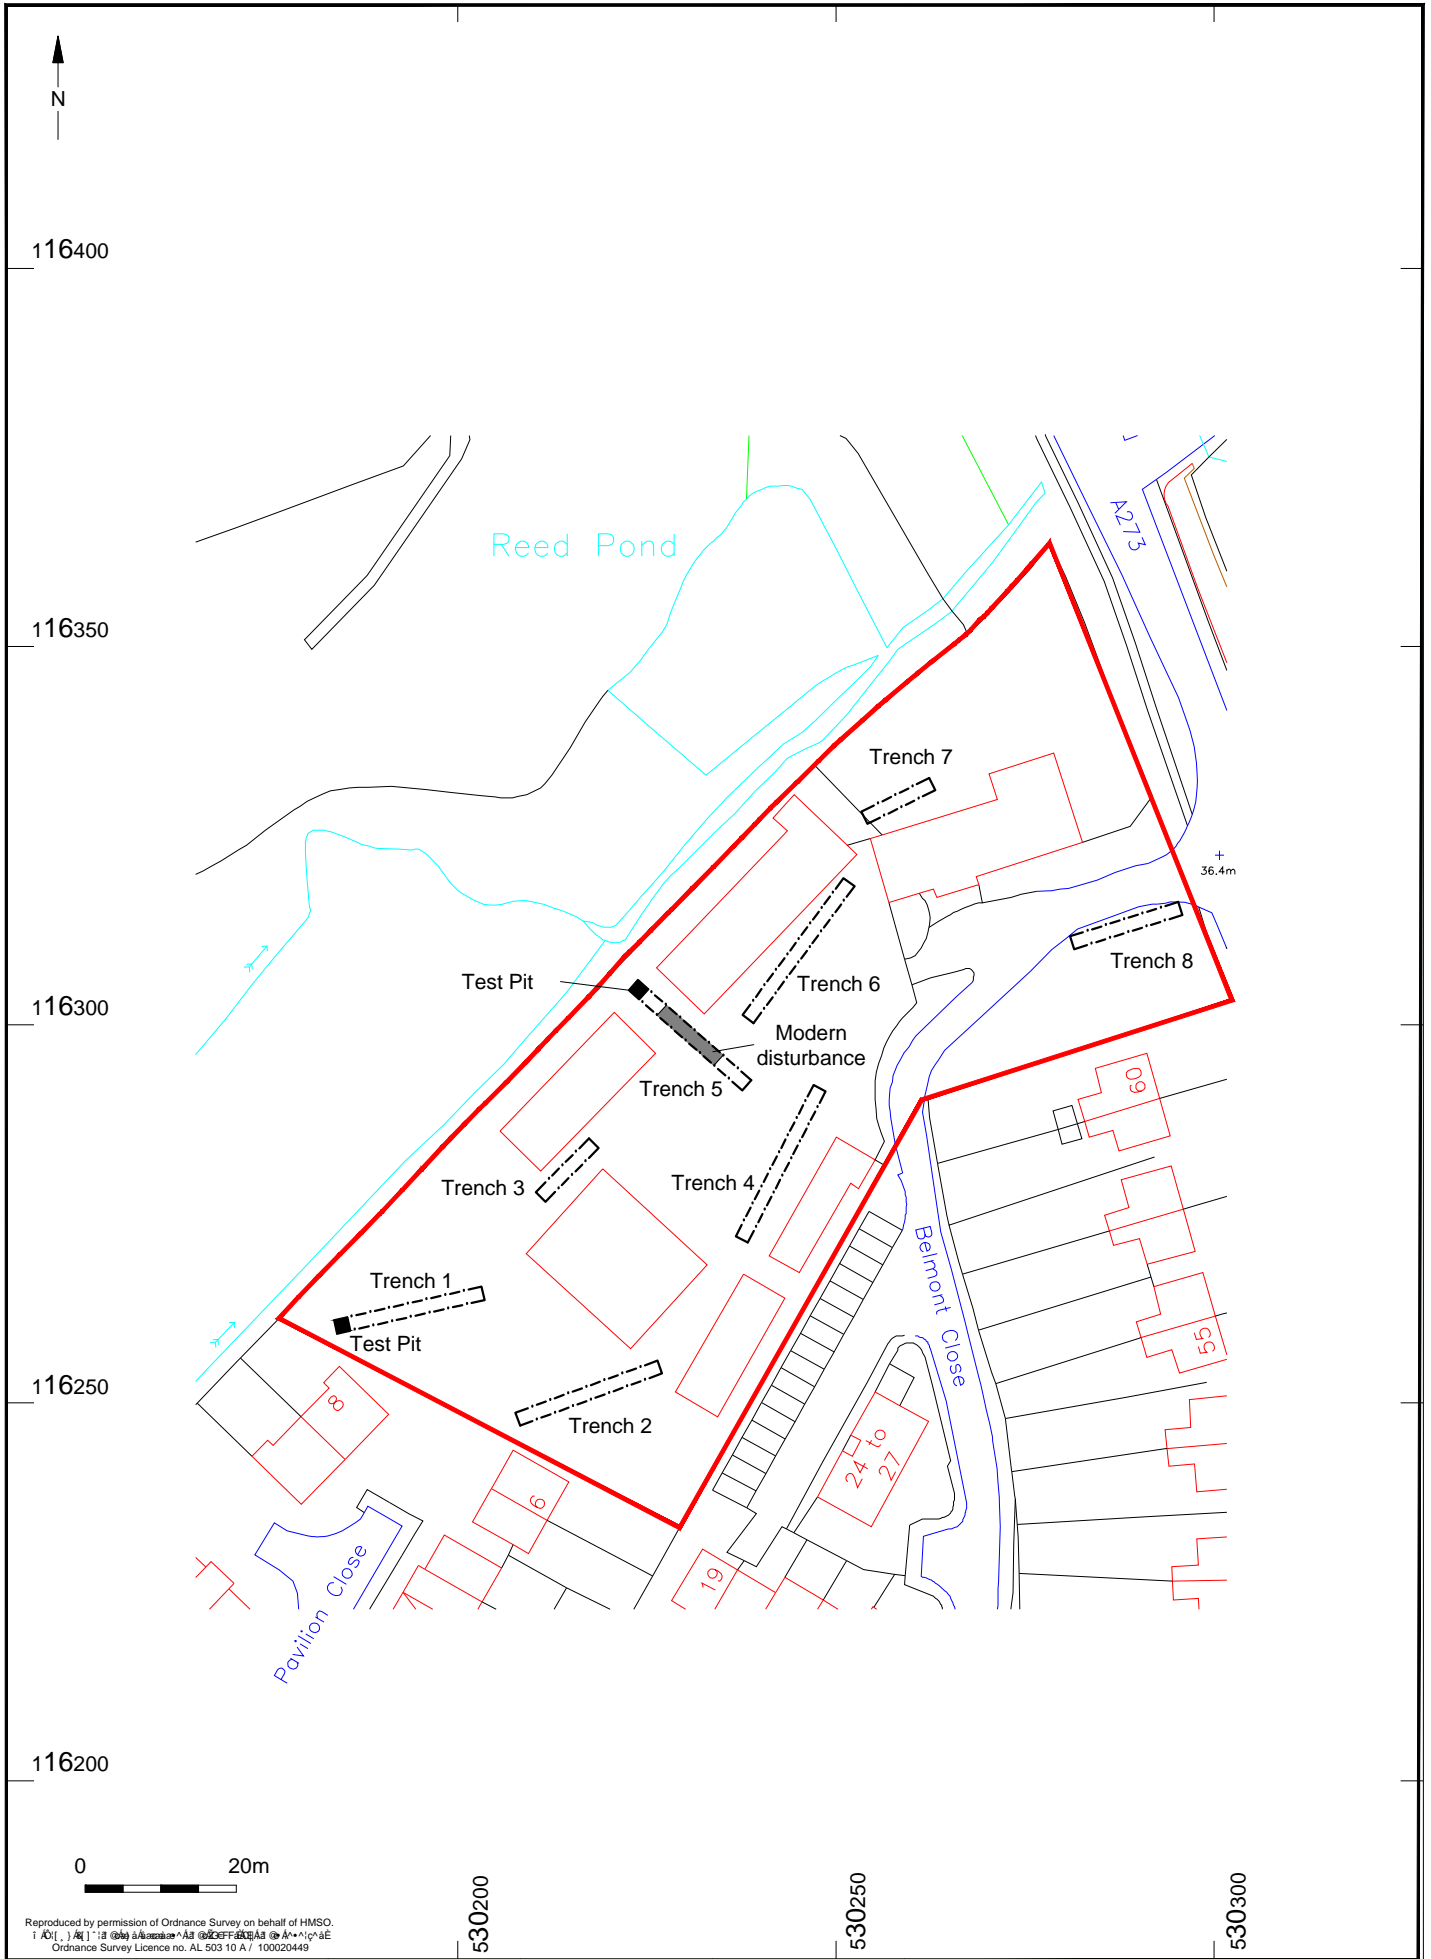 N
116400
A273
Reed Pond
116350
Trench 7
36.4m
Trench 8
Test Pit
Trench 6
116300
Modern
disturbance
Trench 5
60
Trench 3
Trench 4
Belmont Close
Trench 1
Test Pit
55
116250
8
Trench 2
24 to
27
6
19
Pavilion Close
116200
0 20m
530200
530250
530300
Reproduced by permission of Ordnance Survey on behalf of HMSO.
Ordnance Survey Licence no. AL 503 10 A / 100020449